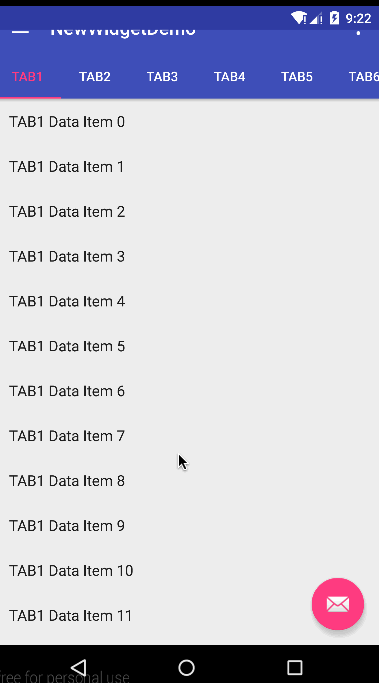 9:22
NewWidgetDemo
TAB1 TAB2 TAB3 TAB4 TAB5 TAB6
TAB1 Data Item 0
TAB1 Data Item 1
TAB1 Data Item 2
TAB1 Data Item 3
TAB1 Data Item 4
TAB1 Data Item 5
TAB1 Data Item 6
TAB1 Data Item 7
TAB1 Data Item 8
TAB1 Data Item 9
TAB1 Data Item 10
TAB1 Data Item 11
free for personal use